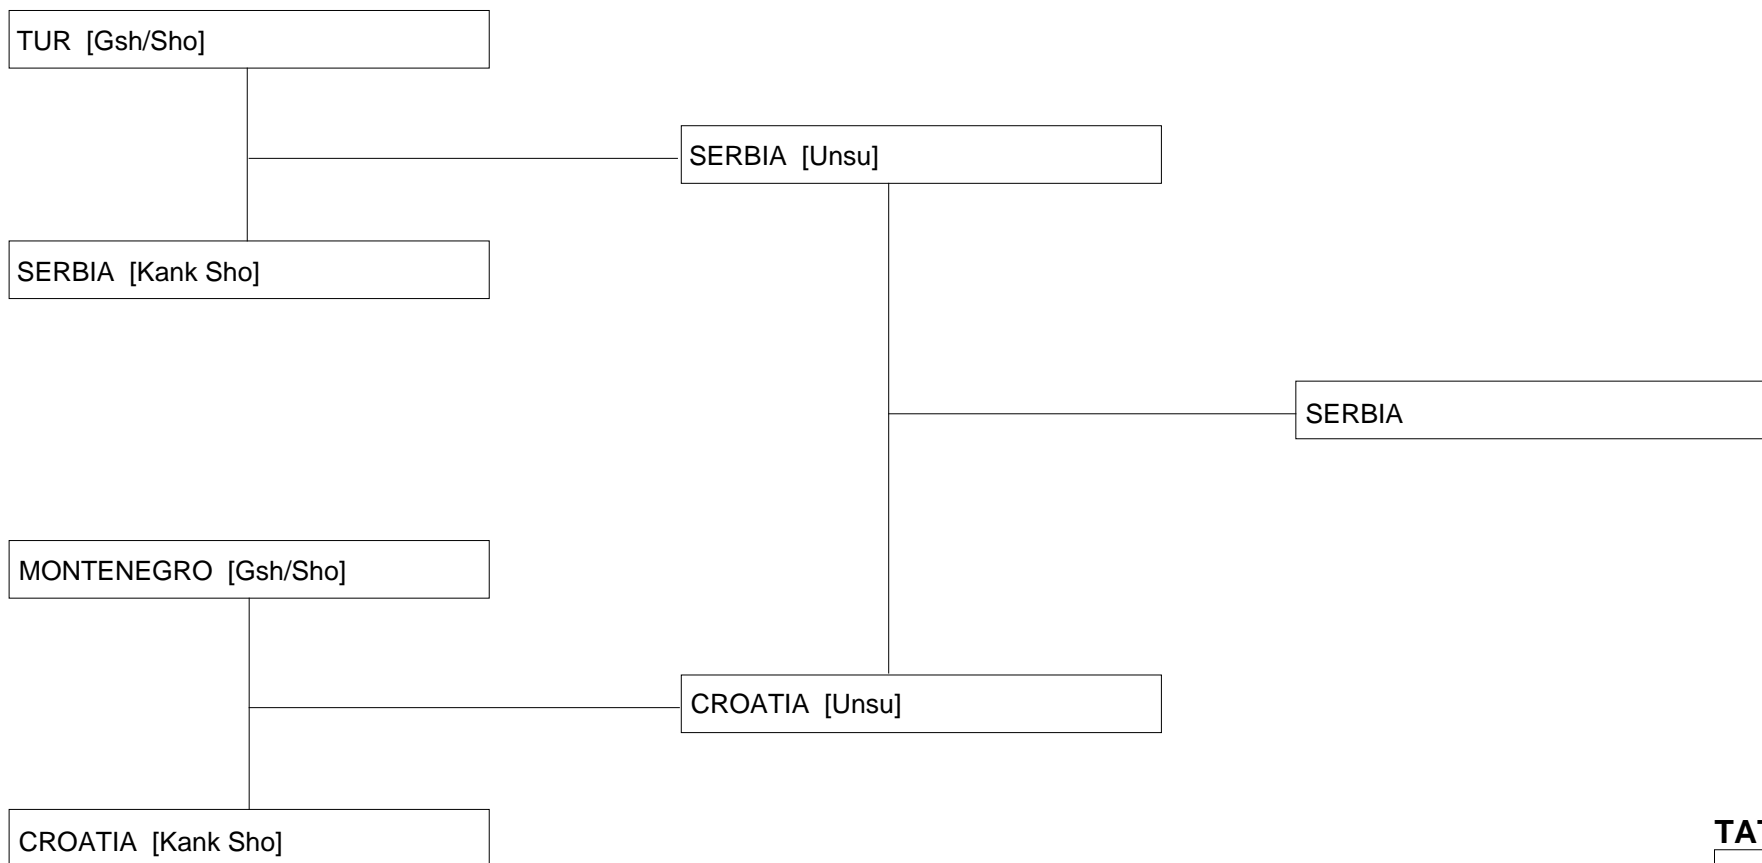 TUR [Gsh/Sho]
SERBIA [Unsu]
SERBIA [Kank Sho]
SERBIA
MONTENEGRO [Gsh/Sho]
CROATIA [Unsu]
CROATIA [Kank Sho]